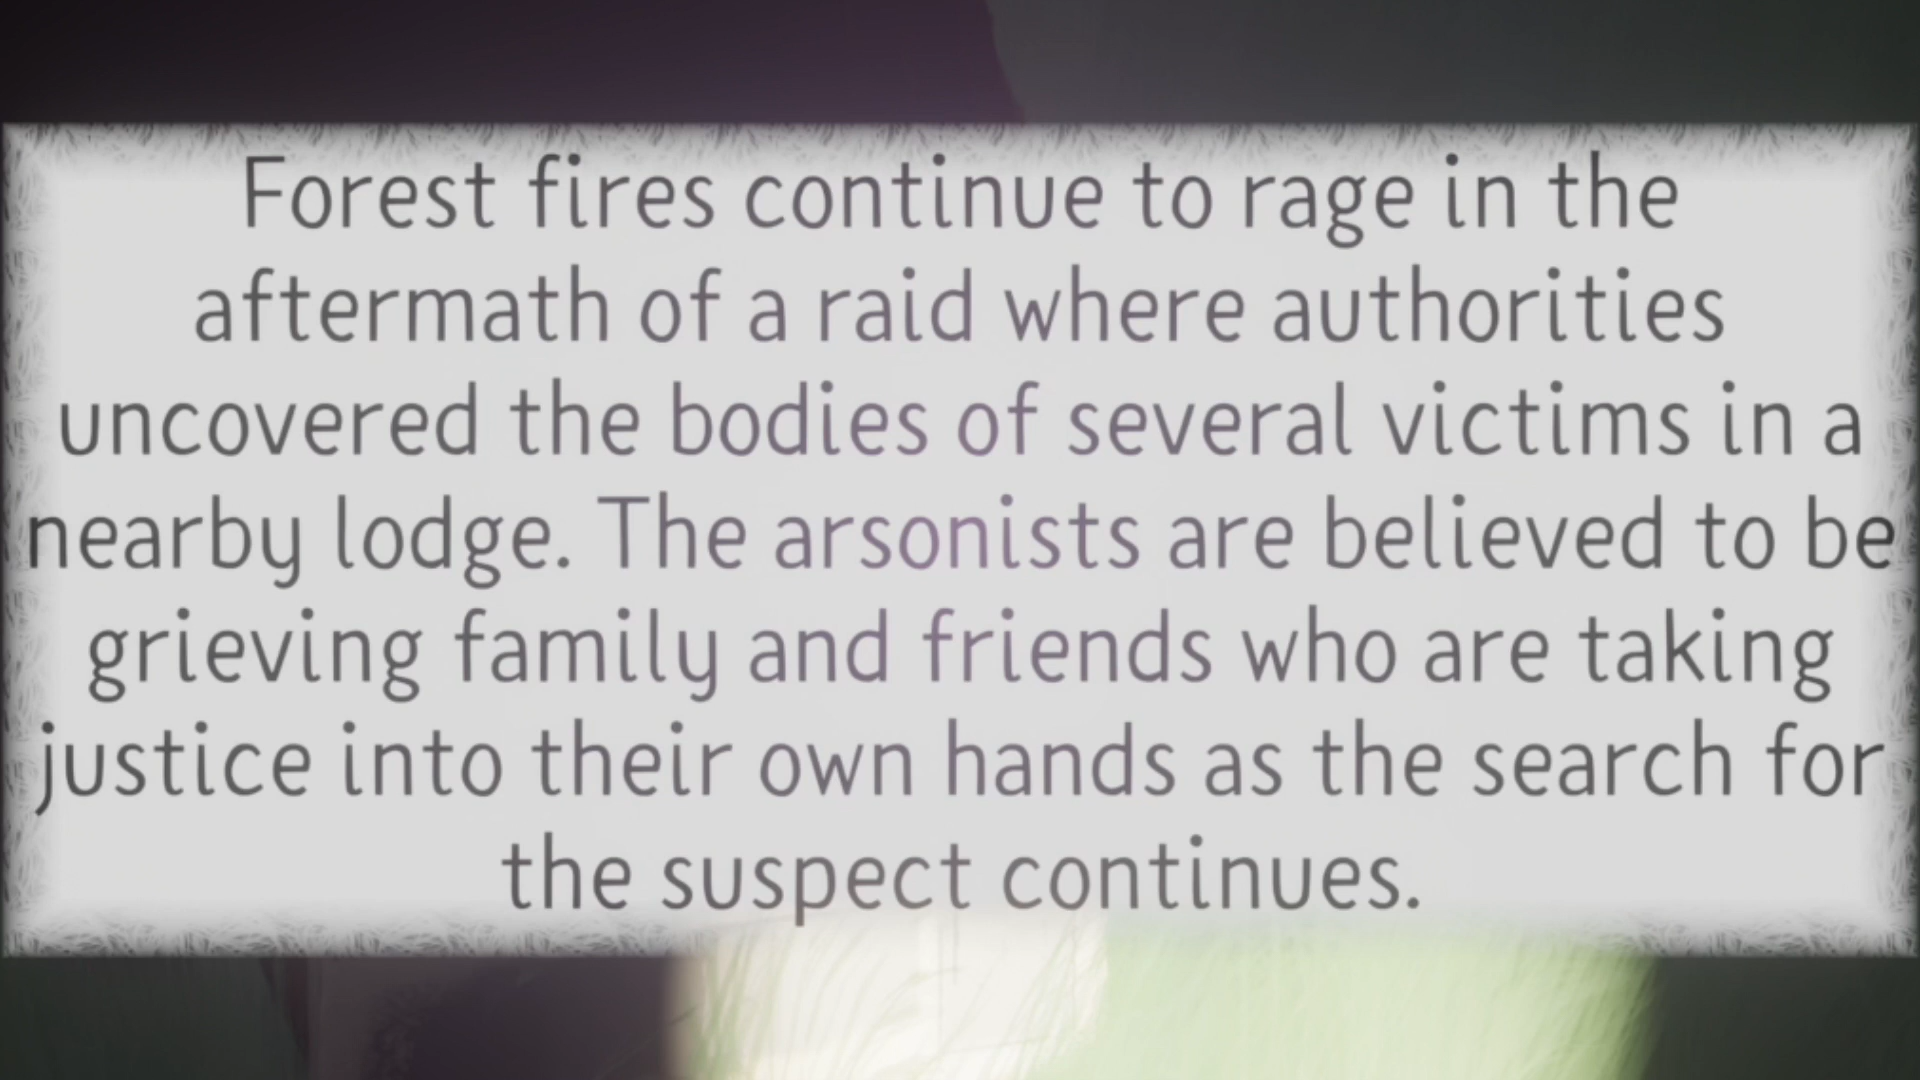 Forest fires continue to rage in the
aftermath of a raid where authorities
uncovered the bodies of several victims in a
nearby lodge. The arsonists are believed to be
grieving family and friends who are taking
justice into their own hands as the search for
the suspect continues.